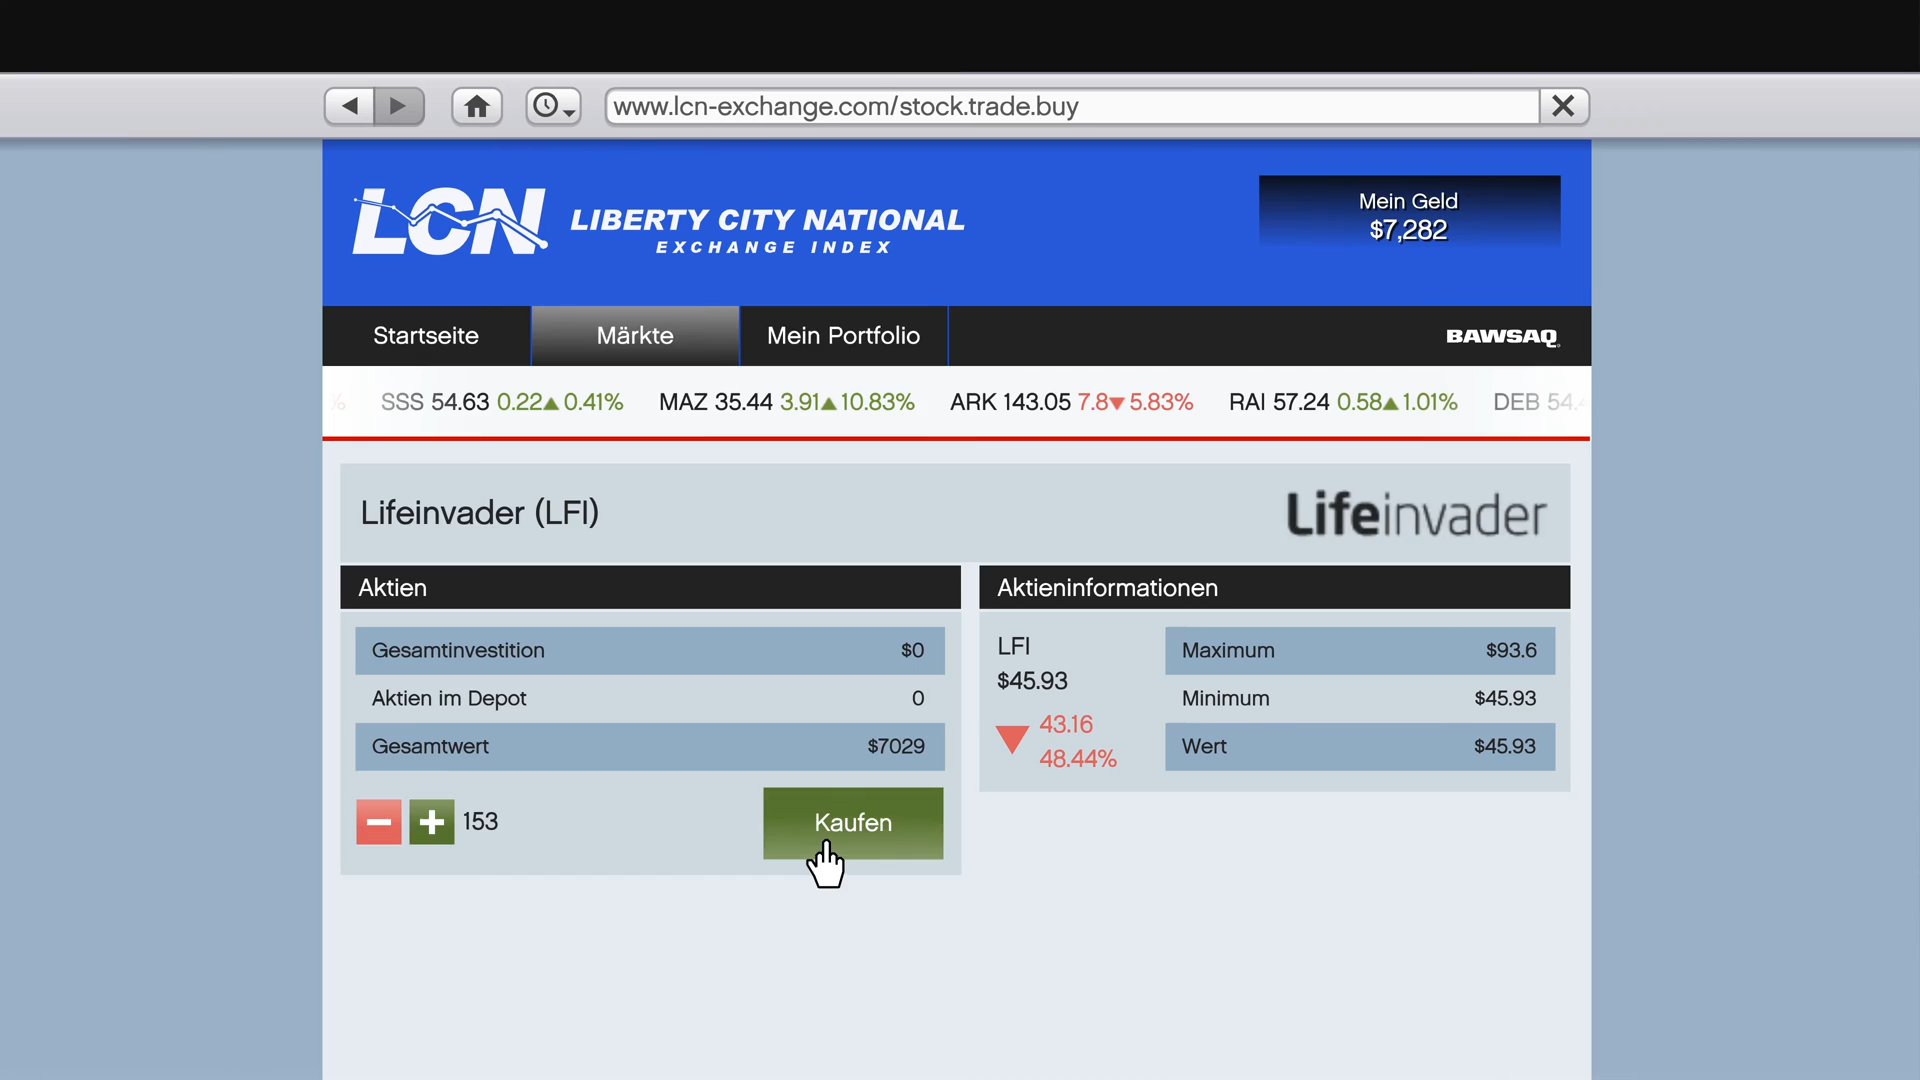 www.lcn-exchange.com/stock.trade.buy
LCN LIBERTY CITY NATIONAL
EXCHANGE INDEX
Mein Geld
$7,282
Startseite Märkte Mein Portfolio BAWSAQ
% SSS 54.63 0.22▲0.41% MAZ 35.44 3.91▲10.83% ARK 143.05 7.8▼5.83% RAI 57.24 0.58▲1.01% DEB
Lifeinvader (LFI) Lifeinvader
Aktien
Gesamtinvestition $0
Aktien im Depot 0
Gesamtwert $7029
153 Kaufen
Aktieninformationen
LFI
$45.93
43.16
48.44%
Maximum $93.6
Minimum $45.93
Wert $45.93